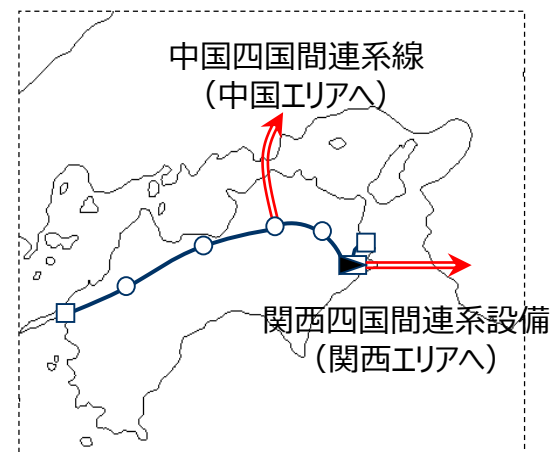 中国四国間連系線
（中国エリアへ）
関西四国間連系設備
（関西エリアへ）